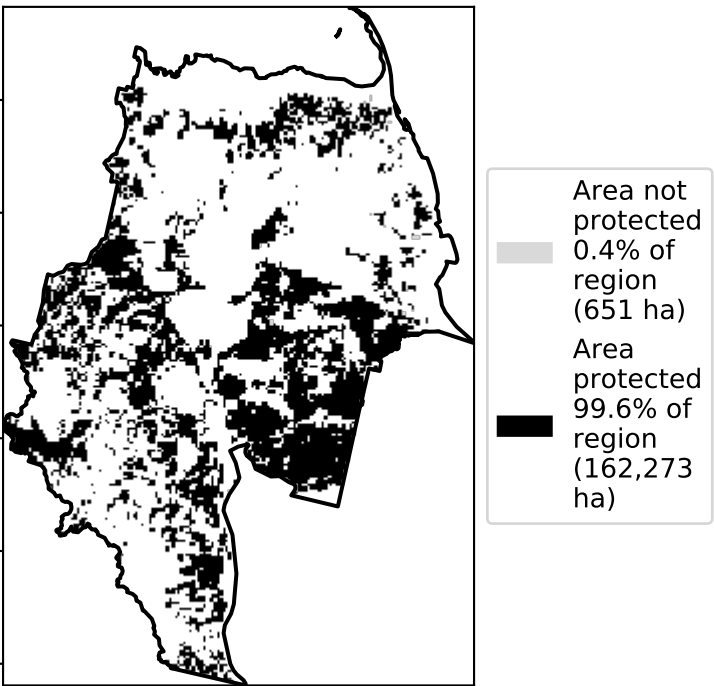 Area not
protected
0.4% of
region
(651 ha)
Area
protected
99.6% of
region
(162,273
ha)